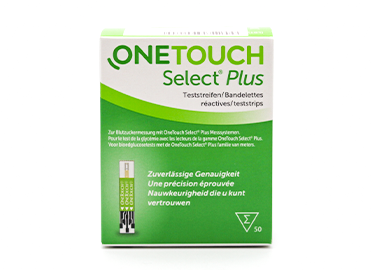 ONETOUCH
Select® Plus
Teststreifen/Bandelettes
réactives/teststrips
Zur Blutzuckermessung mit OneTouch Select® Plus Messsystemen.
Pour le test de la glycémie avec les lecteurs de la gamme OneTouch Select® Plus.
Voor bloedglucosetests met de OneTouch Select® Plus familie van meters.
Zuverlässige Genauigkeit
Une précision éprouvée
Nauwkeurigheid die u kunt
vertrouwen
Σ
50